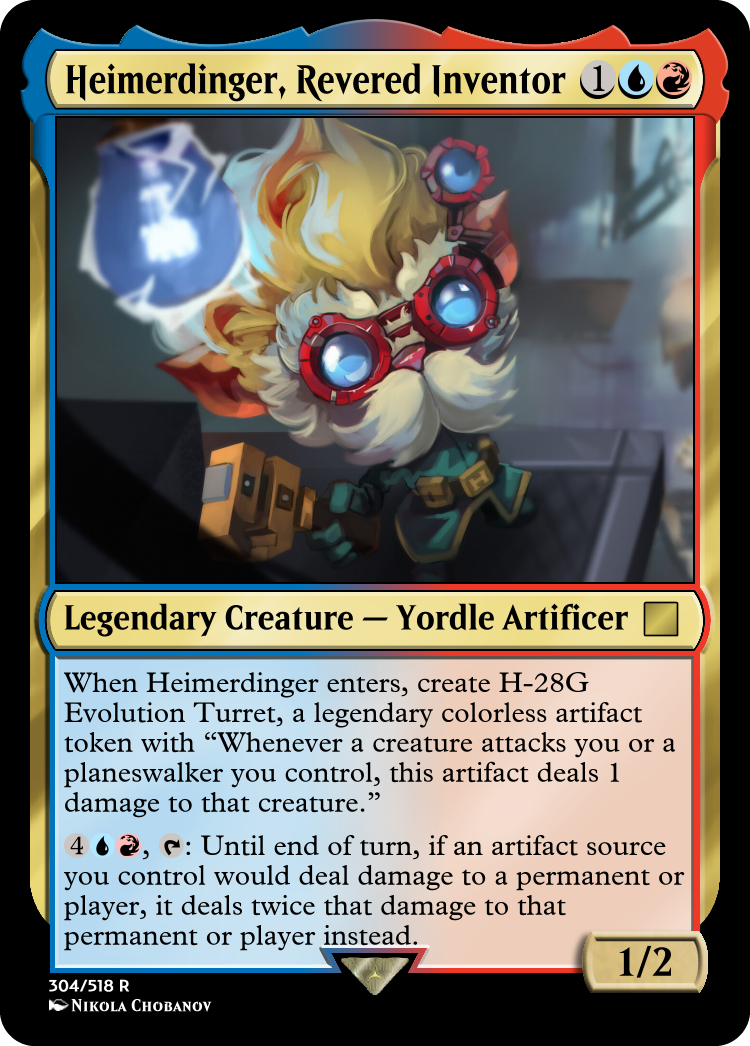 Heimerdinger, Revered Inventor 1
Legendary Creature — Yordle Artificer
When Heimerdinger enters, create H-28G
Evolution Turret, a legendary colorless artifact
token with “Whenever a creature attacks you or a
planeswalker you control, this artifact deals 1
damage to that creature.”
4, : Until end of turn, if an artifact source
you control would deal damage to a permanent or
player, it deals twice that damage to that
permanent or player instead.
1/2
304/518 R
Nikola Chobanov